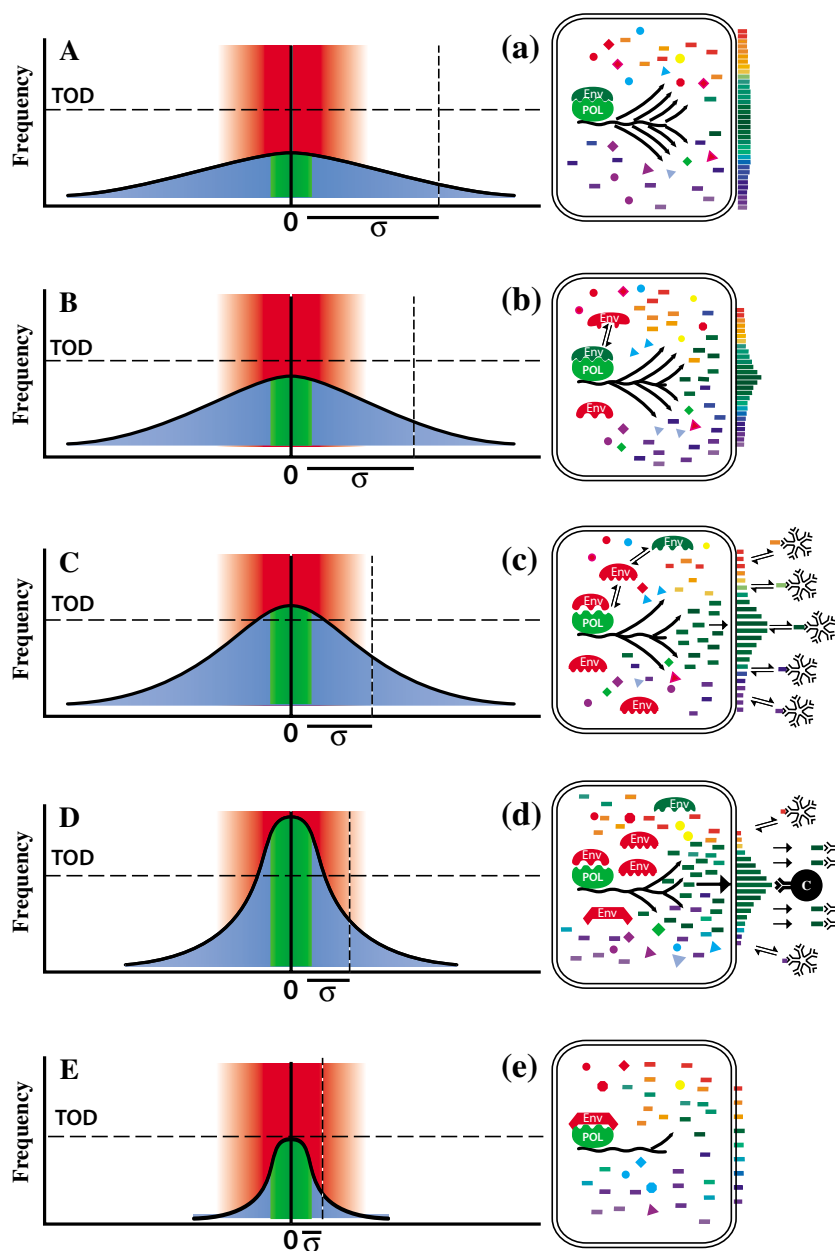 A
(a)
TOD
Frequency
0
σ
Env
POL
B
(b)
TOD
Frequency
0
σ
Env
Env
POL
Env
C
(c)
TOD
Frequency
0
σ
Env
Env
Env
POL
Env
Env
D
(d)
TOD
Frequency
0
σ
Env
Env
Env
Env
POL
Env
C
E
(e)
TOD
Frequency
0
σ
Env
POL